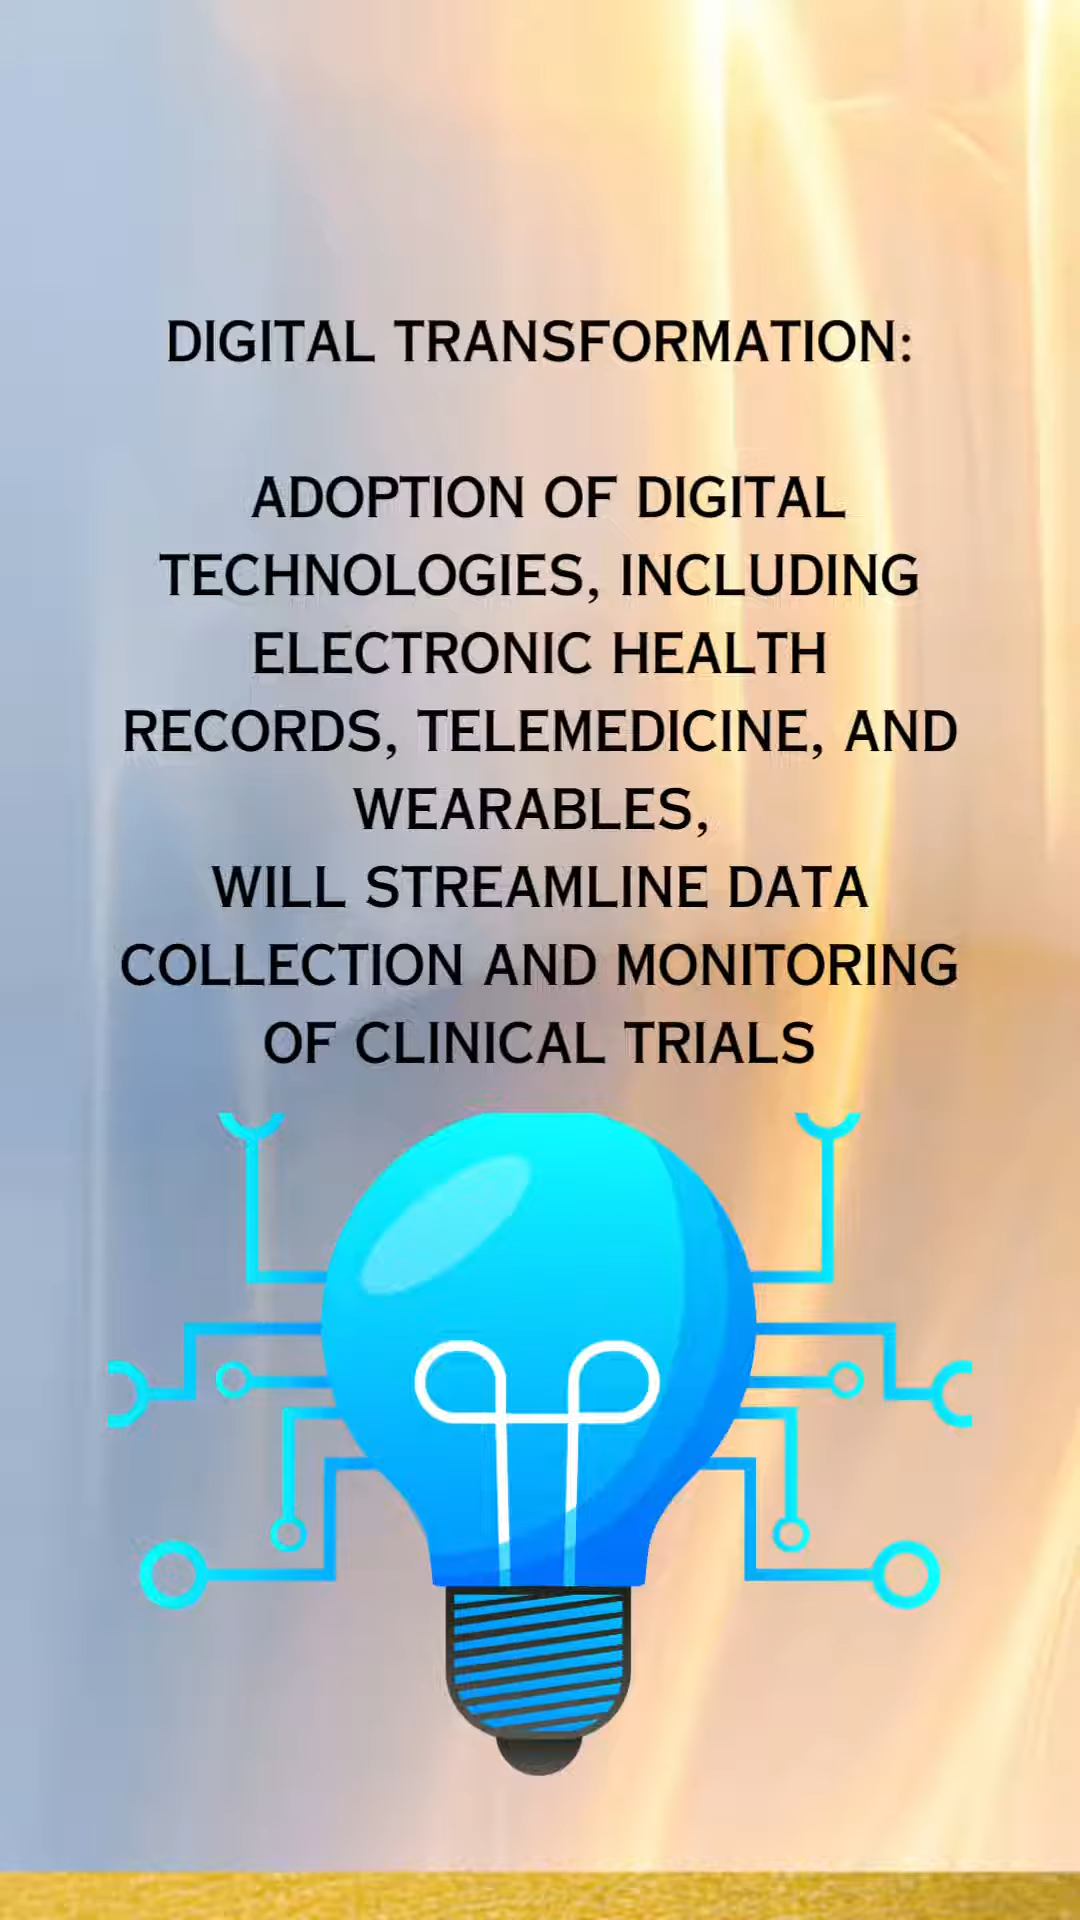 DIGITAL TRANSFORMATION:
ADOPTION OF DIGITAL
TECHNOLOGIES, INCLUDING
ELECTRONIC HEALTH
RECORDS, TELEMEDICINE, AND
WEARABLES,
WILL STREAMLINE DATA
COLLECTION AND MONITORING
OF CLINICAL TRIALS